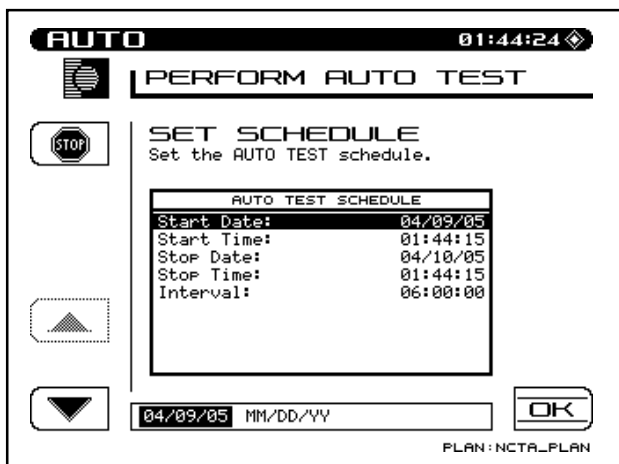 AUTO 01:44:24
PERFORM AUTO TEST
STOP
SET SCHEDULE
Set the AUTO TEST schedule.
AUTO TEST SCHEDULE
Start Date: 04/09/05
Start Time: 01:44:15
Stop Date: 04/10/05
Stop Time: 01:44:15
Interval: 06:00:00
04/09/05 MM/DD/YY
OK
PLAN:NCTA_PLAN